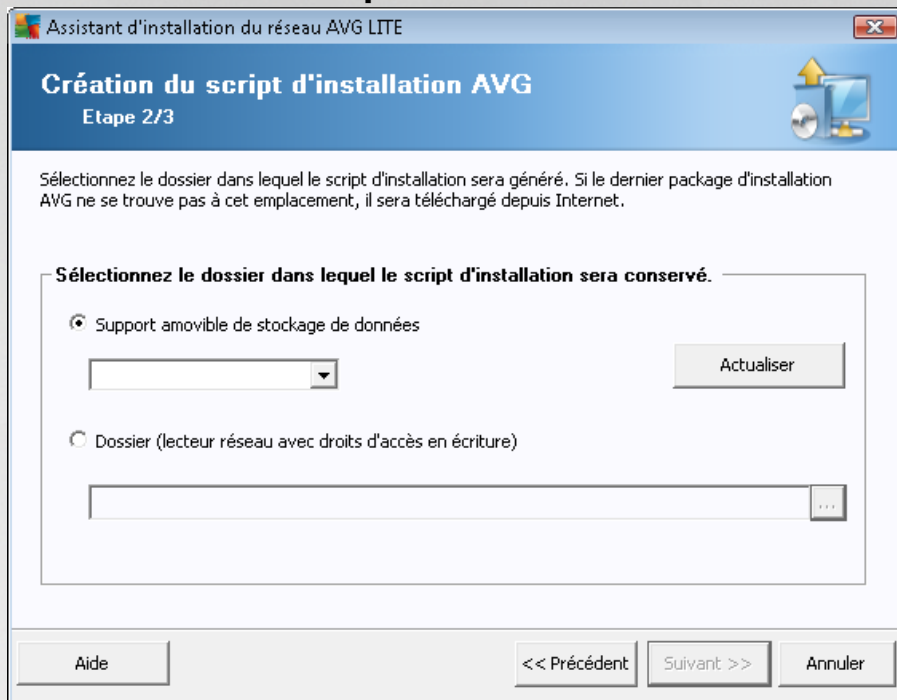 Assistant d'installation du réseau AVG LITE
Création du script d'installation AVG
Etape 2/3
Sélectionnez le dossier dans lequel le script d'installation sera généré. Si le dernier package d'installation
AVG ne se trouve pas à cet emplacement, il sera téléchargé depuis Internet.
Sélectionnez le dossier dans lequel le script d'installation sera conservé.
Support amovible de stockage de données
Actualiser
Dossier (lecteur réseau avec droits d'accès en écriture)
...
Aide
<< Précédent
Suivant >>
Annuler